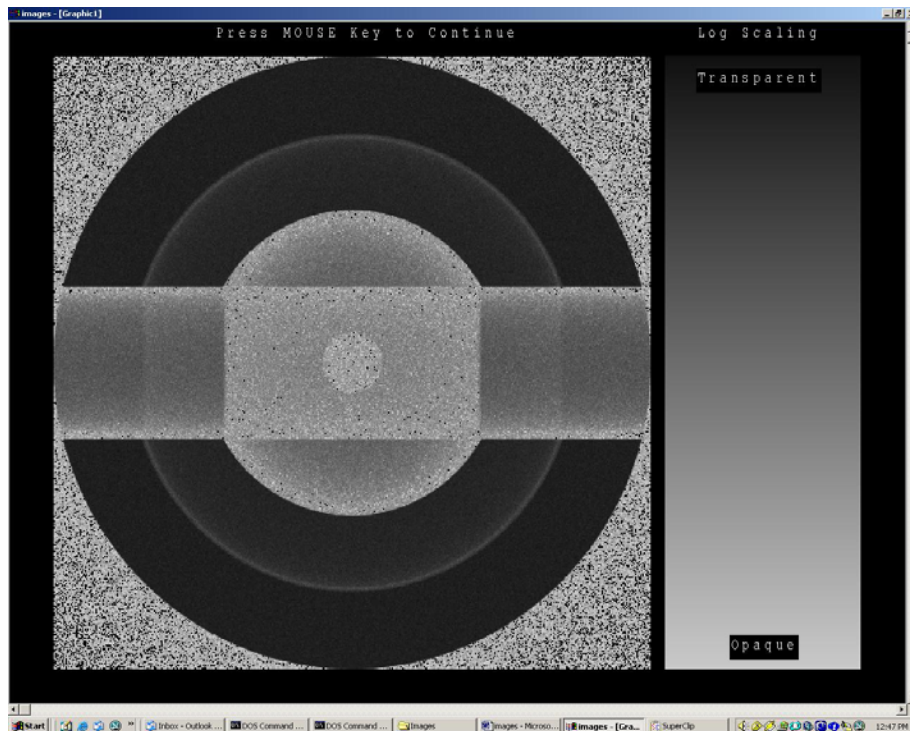 images - [Graphic1]
Press MOUSE Key to Continue
Log Scaling
Transparent
Opaque
Start
Inbox - Outlook ...
DOS Command ...
DOS Command ...
Images
images - Microso...
images - [Gra...
SuperClip
12:47 PM